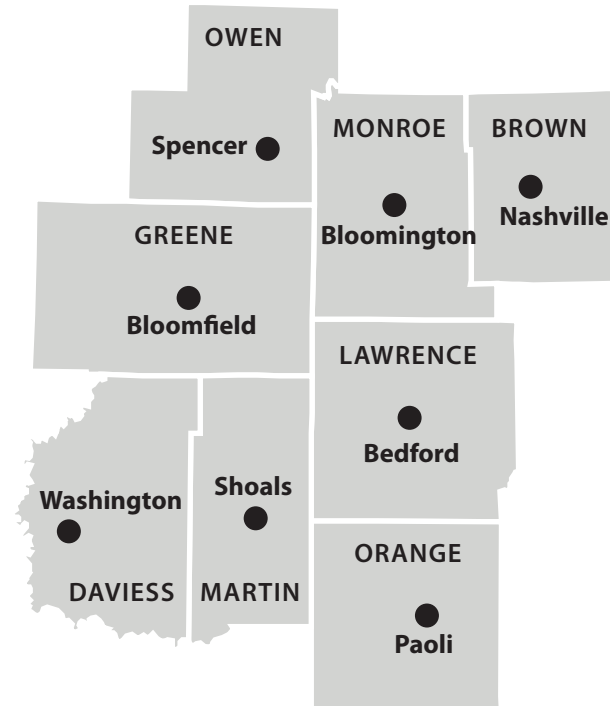 OWEN
Spencer
MONROE
BROWN
Nashville
Bloomington
GREENE
Bloomfield
LAWRENCE
Bedford
Shoals
Washington
ORANGE
DAVIESS
MARTIN
Paoli